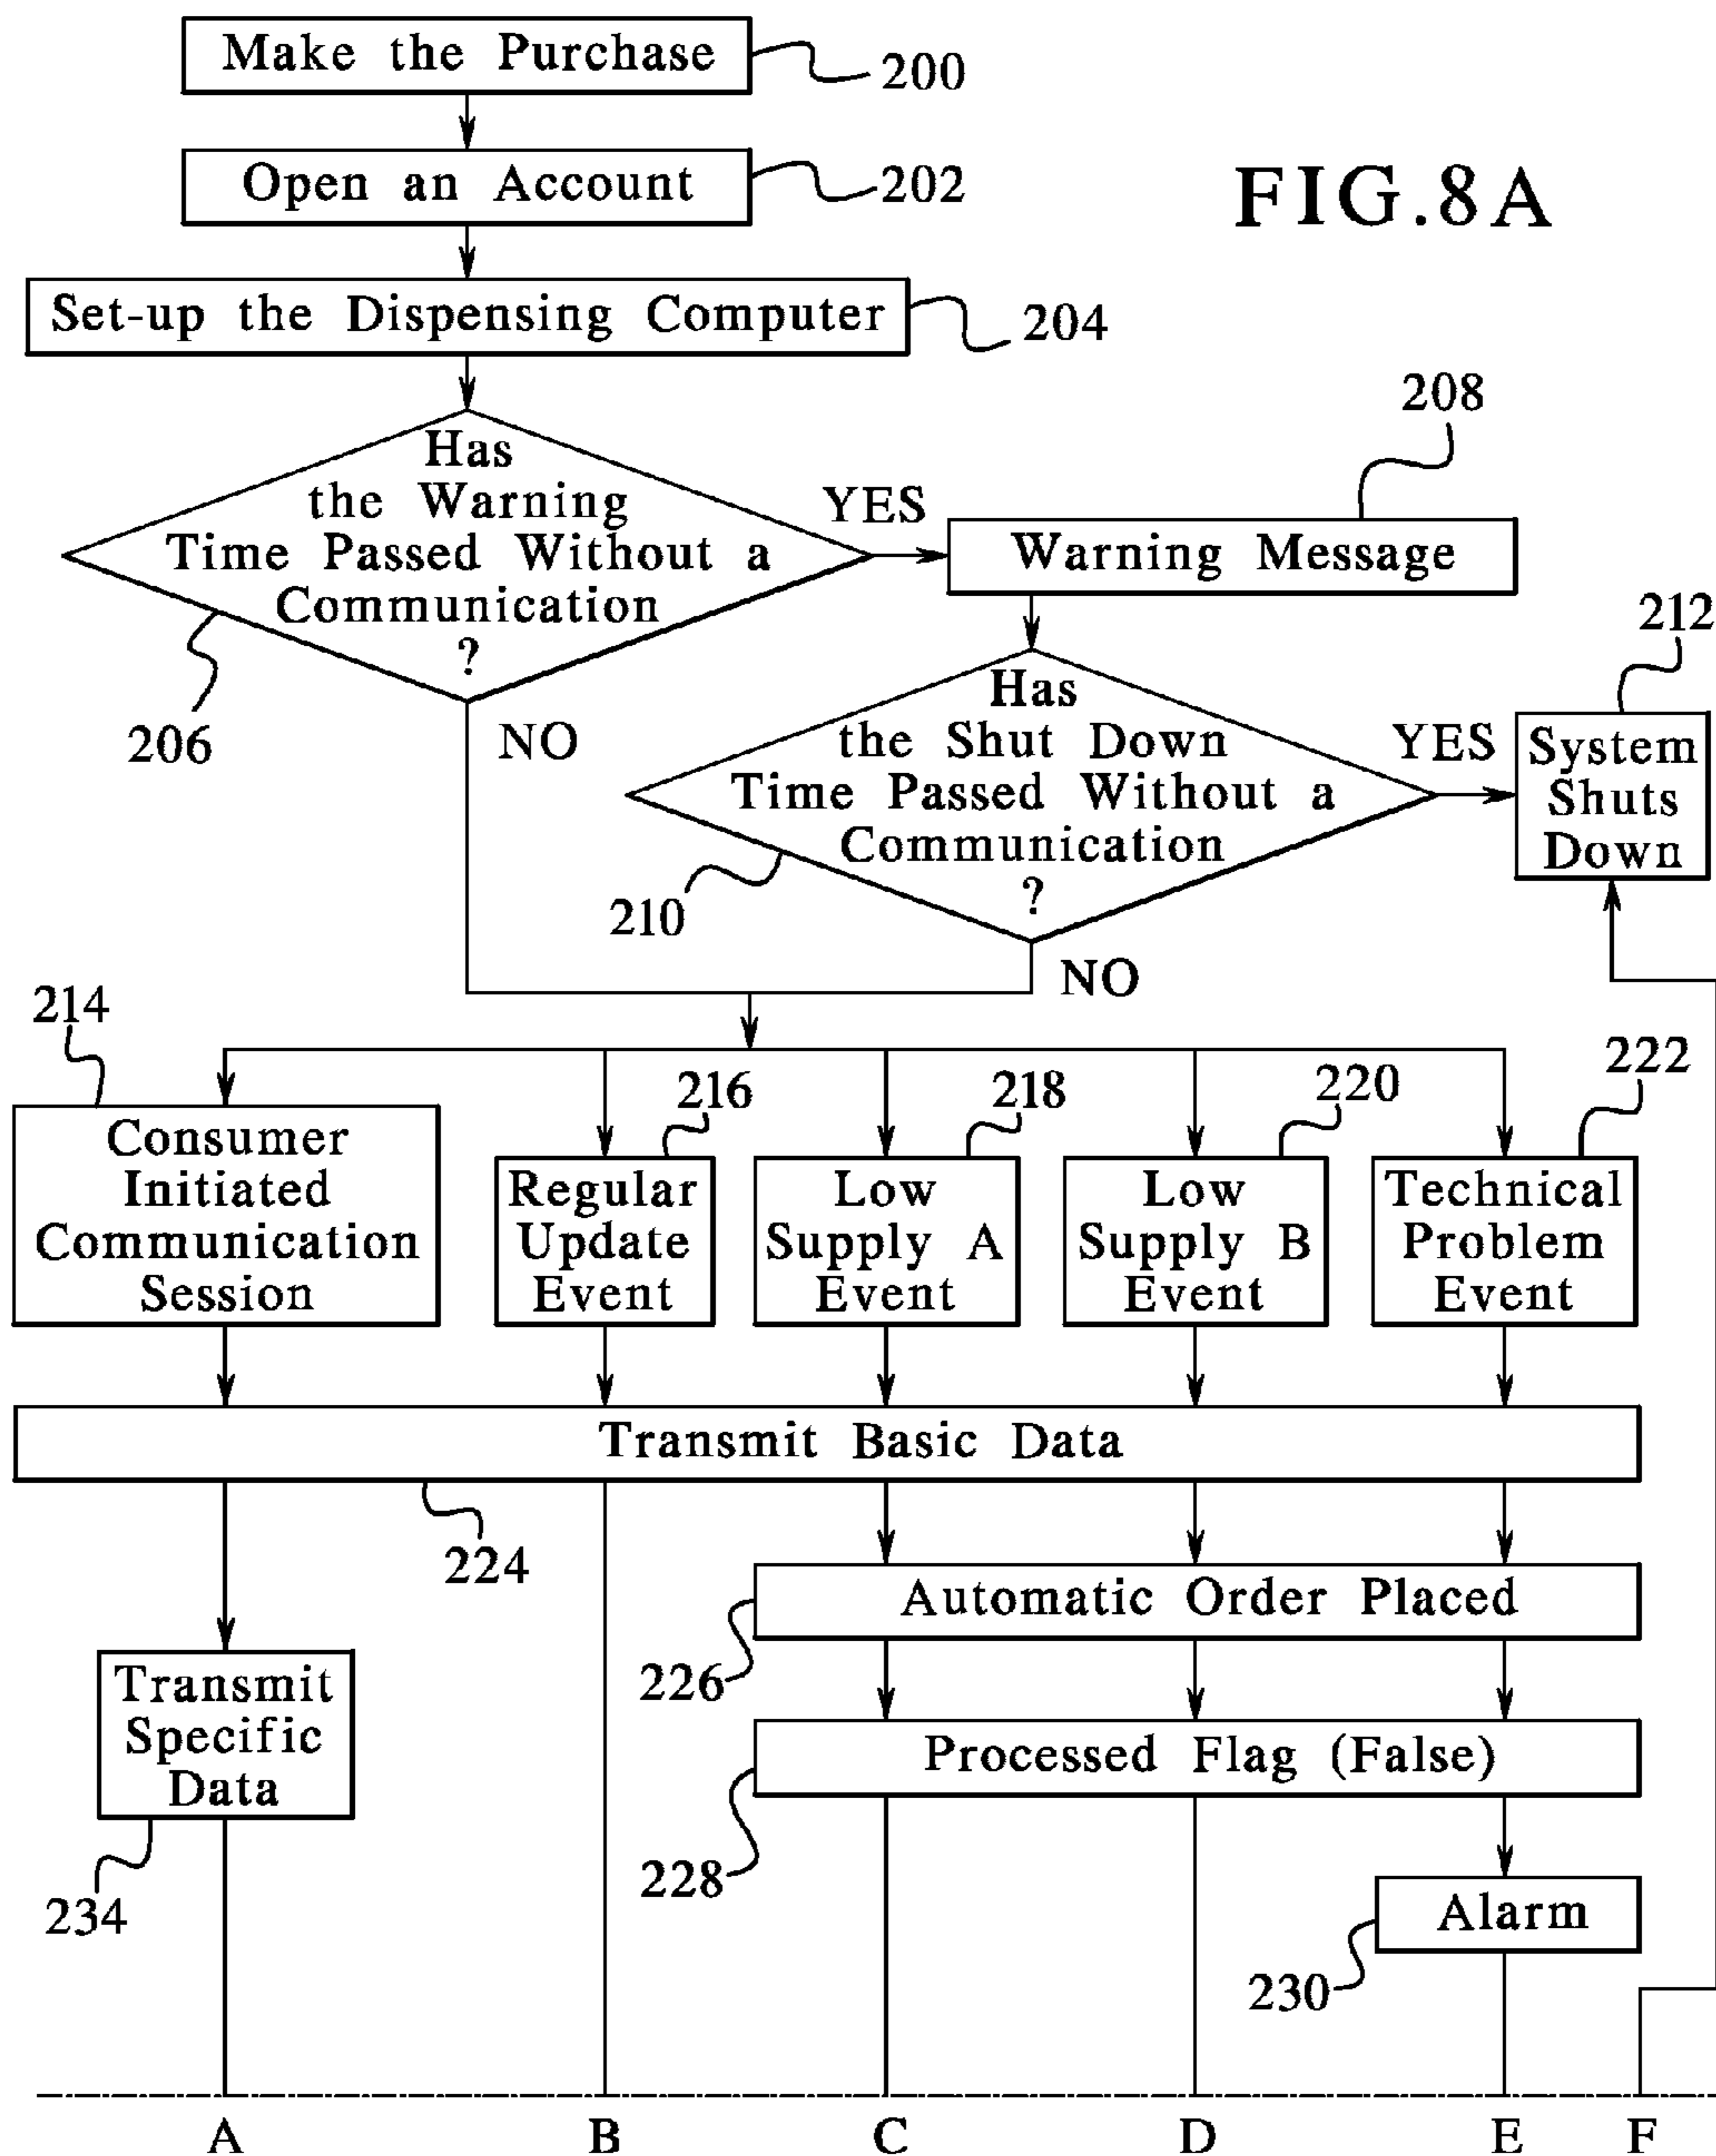 Make the Purchase
200
Open an Account
202
FIG.8A
Set-up the Dispensing Computer
204
208
Has
the Warning
Time Passed Without a
Communication
?
YES
Warning Message
206
NO
212
Has
the Shut Down
Time Passed Without a
Communication
?
YES
System
Shuts
Down
210
NO
214
216
218
220
222
Consumer
Initiated
Communication
Session
Regular
Update
Event
Low
Supply A
Event
Low
Supply B
Event
Technical
Problem
Event
Transmit Basic Data
224
Automatic Order Placed
226
Transmit
Specific
Data
Processed Flag (False)
228
234
Alarm
230
A B C D E F